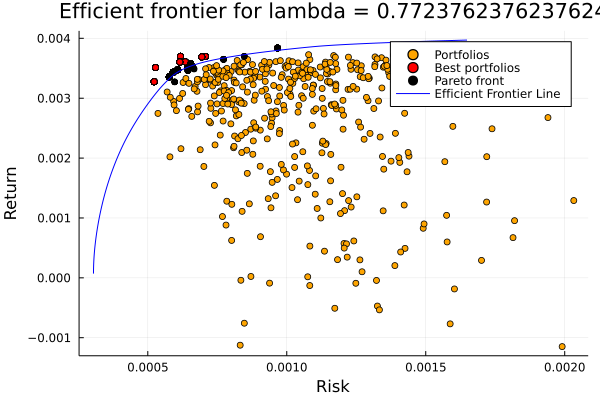 Efficient frontier for lambda = 0.7723762376237624
0.004
0.003
0.002
0.001
0.000
−0.001
Return
Portfolios
Best portfolios
Pareto front
Efficient Frontier Line
0.0005
0.0010
0.0015
0.0020
Risk